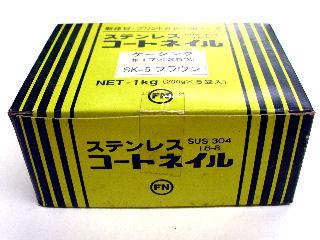 ステンレス
コートネイル
ケーシング
SK-5 ブラウン
NET-1kg (200g×5袋入)
FN
ステンレス
SUS 304
18-8
コートネイル
FN